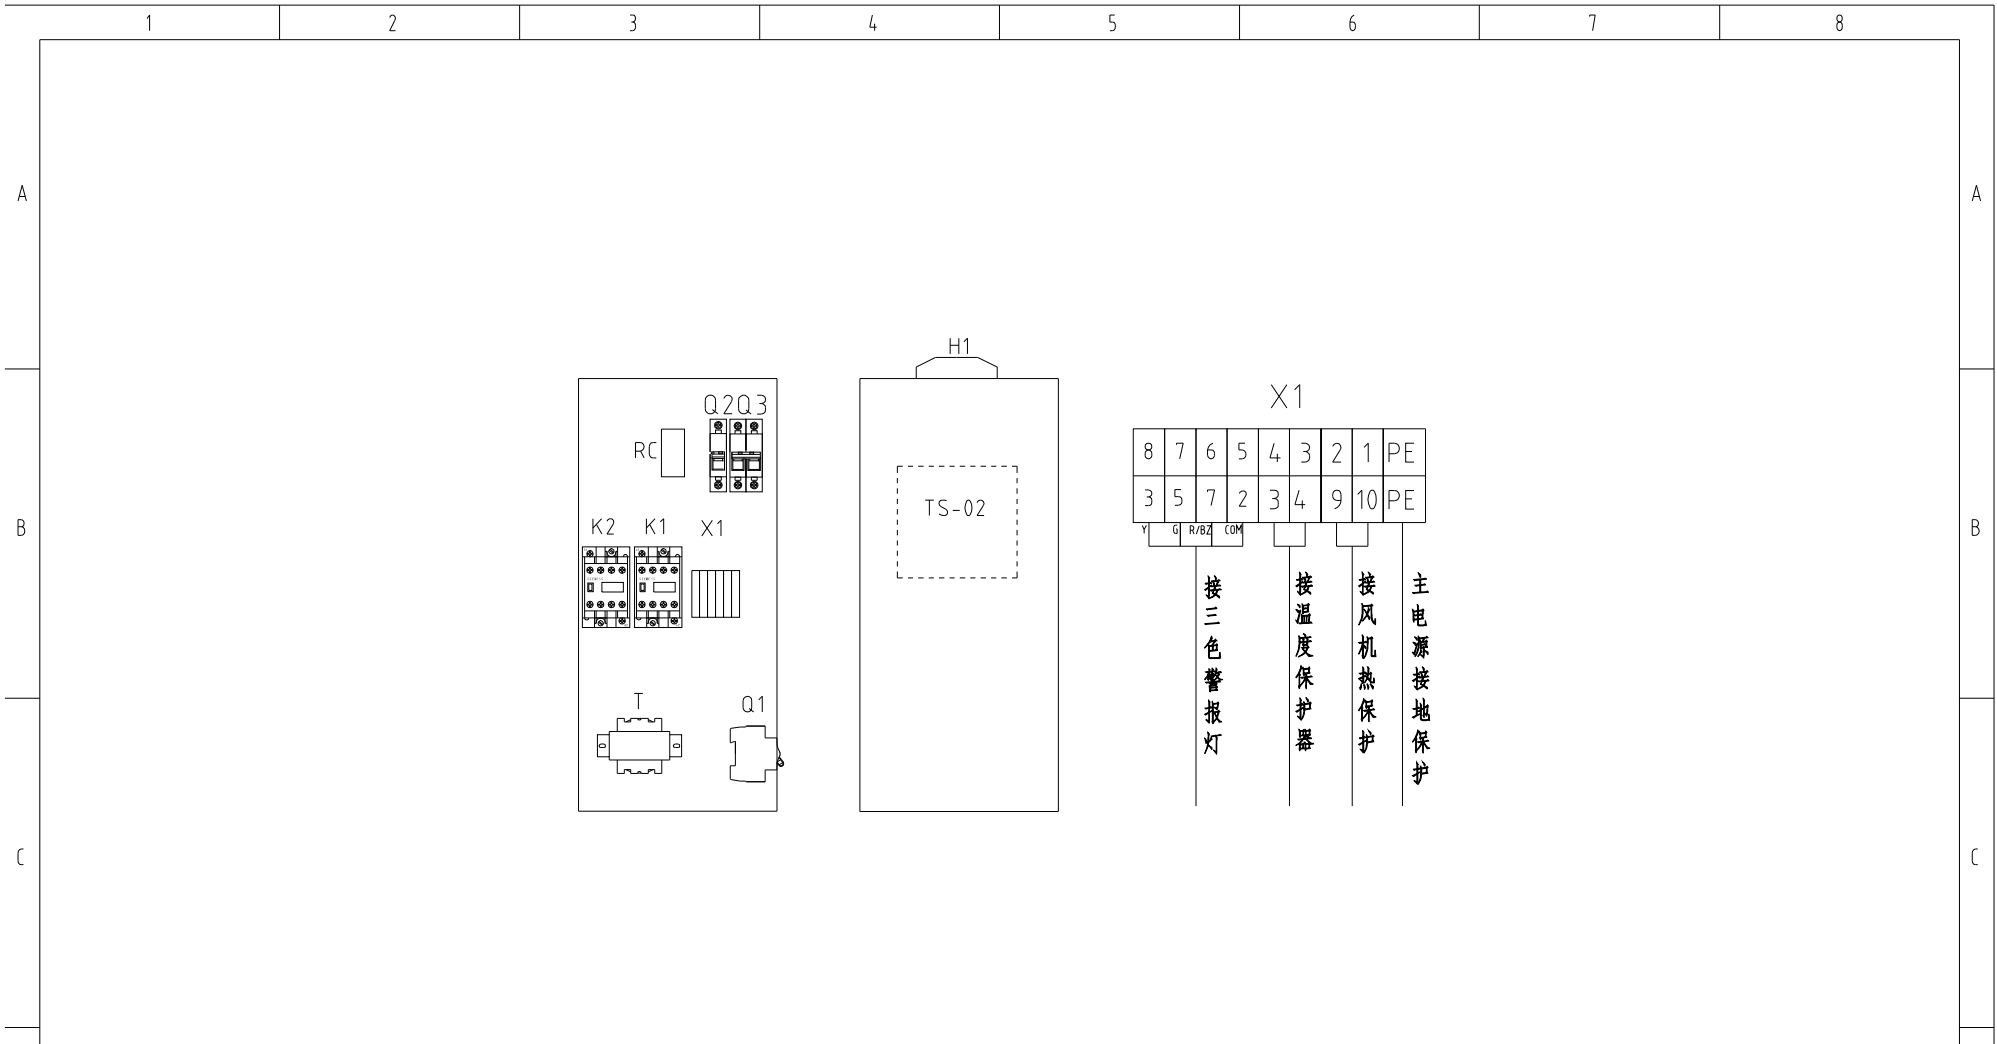 1 2 3 4 5 6 7 8
A A
H1
X1
Q2 Q3
RC
8 7 6 5 4 3 2 1 PE
3 5 7 2 3 4 9 10 PE
TS-02
K2 K1 X1
B B
Y G R/BZ COM
接三色警报灯
接温度保护器
接风机热保护
主电源接地保护
T Q1
C C